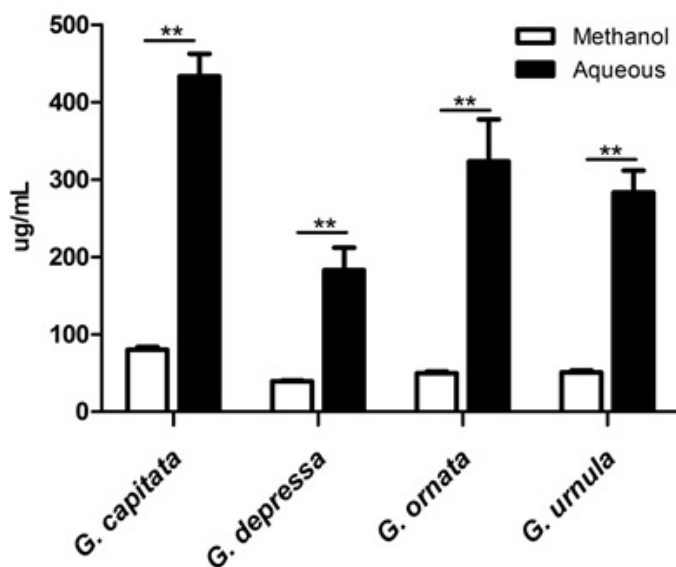 500
400
300
200
100
0
ug/mL
**
**
**
**
Methanol
Aqueous
G. capitata
G. depressa
G. ornata
G. urnula